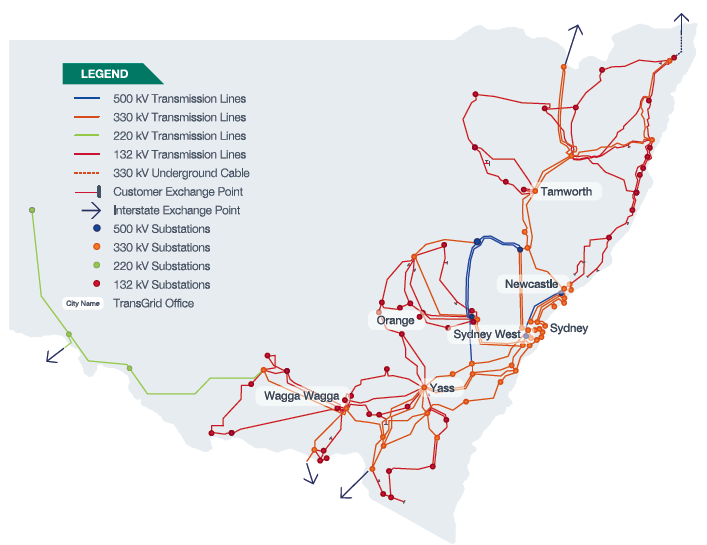 LEGEND
500 kV Transmission Lines
330 kV Transmission Lines
220 kV Transmission Lines
132 kV Transmission Lines
330 kV Underground Cable
Customer Exchange Point
Interstate Exchange Point
500 kV Substations
330 kV Substations
220 kV Substations
132 kV Substations
City Name TransGrid Office
Tamworth
Newcastle
Orange
Sydney West
Sydney
Yass
Wagga Wagga